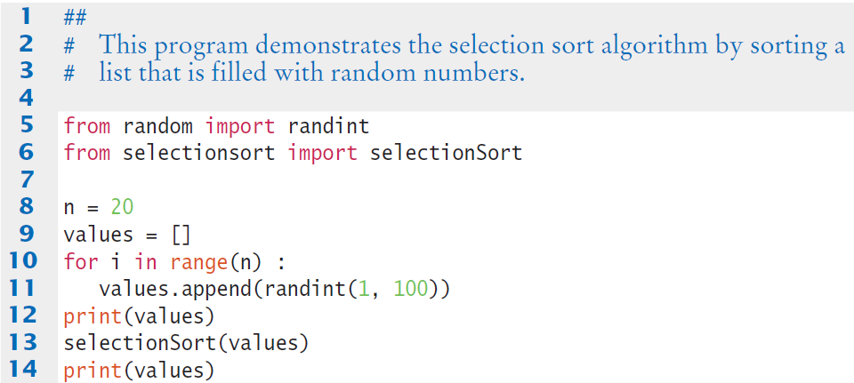 1 ##
2 # This program demonstrates the selection sort algorithm by sorting a
3 # list that is filled with random numbers.
4
5 from random import randint
6 from selectionsort import selectionSort
7
8 n = 20
9 values = []
10 for i in range(n) :
11    values.append(randint(1, 100))
12 print(values)
13 selectionSort(values)
14 print(values)